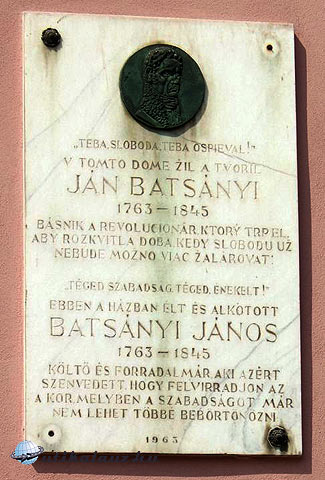 „TEBA, SLOBODA, TEBA OSPIEVAL!"
V TOMTO DOME ŽIL A TVORIL
JÁN BATSÁNYI
1763 – 1845
BÁSNIK A REVOLUCIONÁR, KTORÝ TRPEL,
ABY ROZKVITLA DOBA, KEDY SLOBODU UŽ
NEBUDE MOŽNO VIAC ŽALÁROVAŤ!
„TÉGED SZABADSÁG, TÉGED, ÉNEKELT!"
EBBEN A HÁZBAN ÉLT ÉS ALKOTOTT
BATSÁNYI JÁNOS
1763 – 1845
KÖLTŐ ÉS FORRADALMÁR, AKI AZÉRT
SZENVEDETT, HOGY FELVIRRADJON AZ
A KOR, MELYBEN A SZABADSÁGOT MÁR
NEM LEHET TÖBBÉ BEBÖRTÖNÖZNI
1963